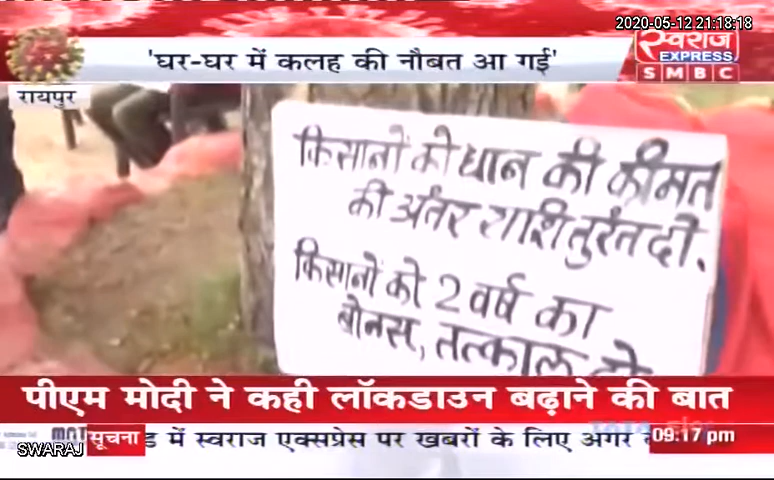 2020-05-12 21:18:18
'घर-घर में कलह की नौबत आ गई'
स्वराज
EXPRESS
SMBC
रायपुर
किसानों को धान की कीमत
की अंतर राशि तुरंत दो.
किसानों को 2 वर्ष का
बोनस, तत्काल दो
पीएम मोदी ने कही लॉकडाउन बढ़ाने की बात
सूचना
में स्वराज एक्सप्रेस पर खबरों के लिए अगर
09:17 pm
SWARAJ